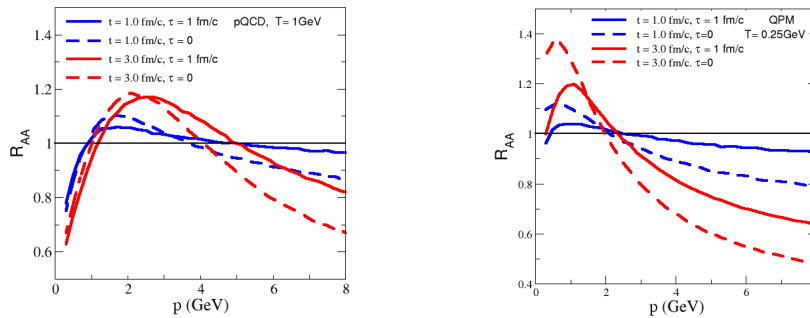 t = 1.0 fm/c, τ = 1 fm/c pQCD, T= 1GeV
t = 1.0 fm/c, τ = 0
t = 3.0 fm/c, τ = 1 fm/c
t = 3.0 fm/c, τ = 0
1.4
1.2
1
0.8
0.6
R_AA
0 2 4 6 8
p (GeV)
t = 1.0 fm/c, τ = 1 fm/c QPM
t = 1.0 fm/c, τ=0 T= 0.25GeV
t = 3.0 fm/c, τ = 1 fm/c
t = 3.0 fm/c. τ=0
1.4
1.2
1
0.8
0.6
0.4
R_AA
0 2 4 6
p (GeV)